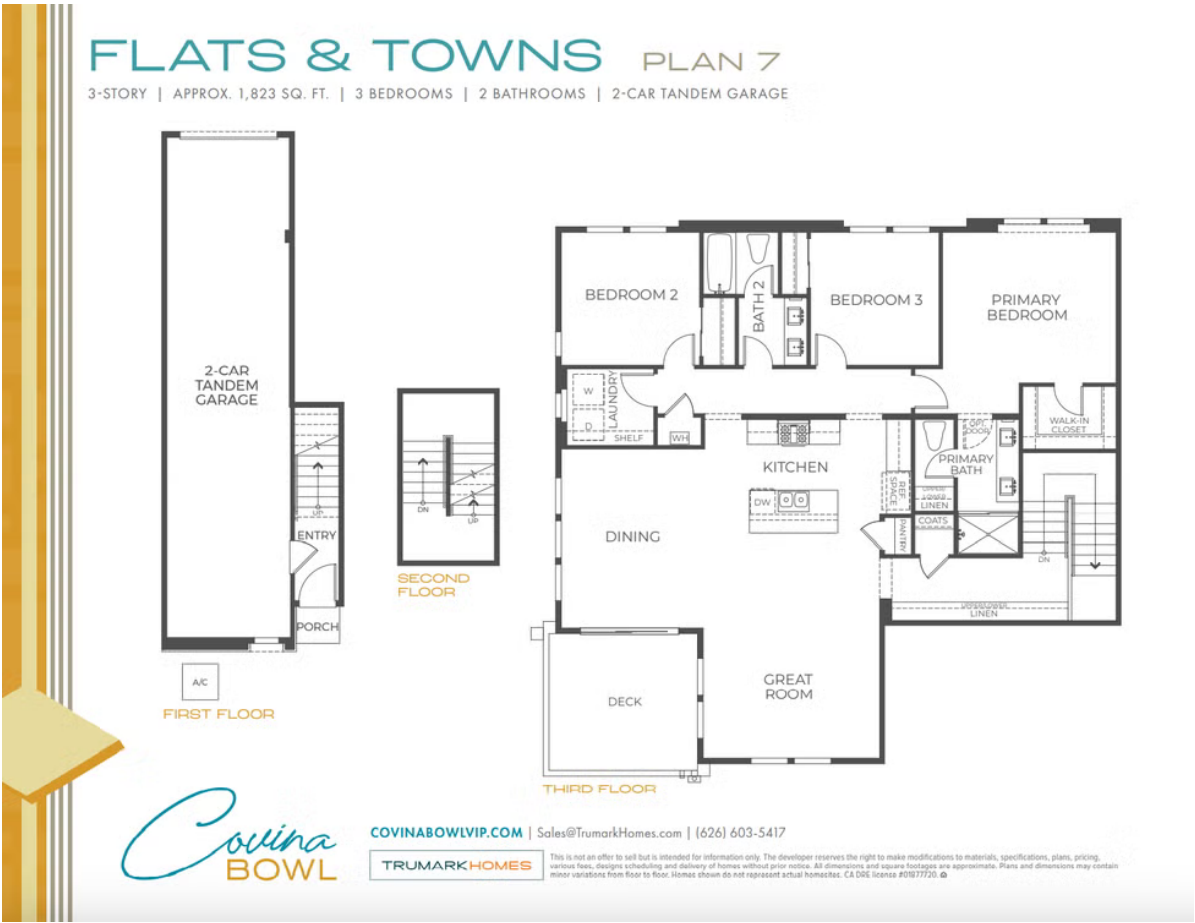 FLATS & TOWNS PLAN 7
3-STORY | APPROX. 1,823 SQ. FT. | 3 BEDROOMS | 2 BATHROOMS | 2-CAR TANDEM GARAGE
2-CAR
TANDEM
GARAGE
UP
ENTRY
PORCH
A/C
FIRST FLOOR
DN
UP
SECOND
FLOOR
BEDROOM 2
BATH 2
BEDROOM 3
PRIMARY
BEDROOM
W
D
LAUNDRY
SHELF
WH
KITCHEN
DW
REF.
SPACE
PANTRY
OPT.
DOOR
PRIMARY
BATH
WALK-IN
CLOSET
LINEN
COATS
DN
LINEN
DINING
GREAT
ROOM
DECK
THIRD FLOOR
Covina
BOWL
COVINABOWLVIP.COM | Sales@TrumarkHomes.com | (626) 603-5417
TRUMARK HOMES
This is not an offer to sell but is intended for information only. The developer reserves the right to make modifications to materials, specifications, plans, pricing,
various fees, designs scheduling and delivery of homes without prior notice. All dimensions and square footages are approximate. Plans and dimensions may contain
minor variations from floor to floor. Homes shown do not represent actual homesites. CA DRE license #01877720.